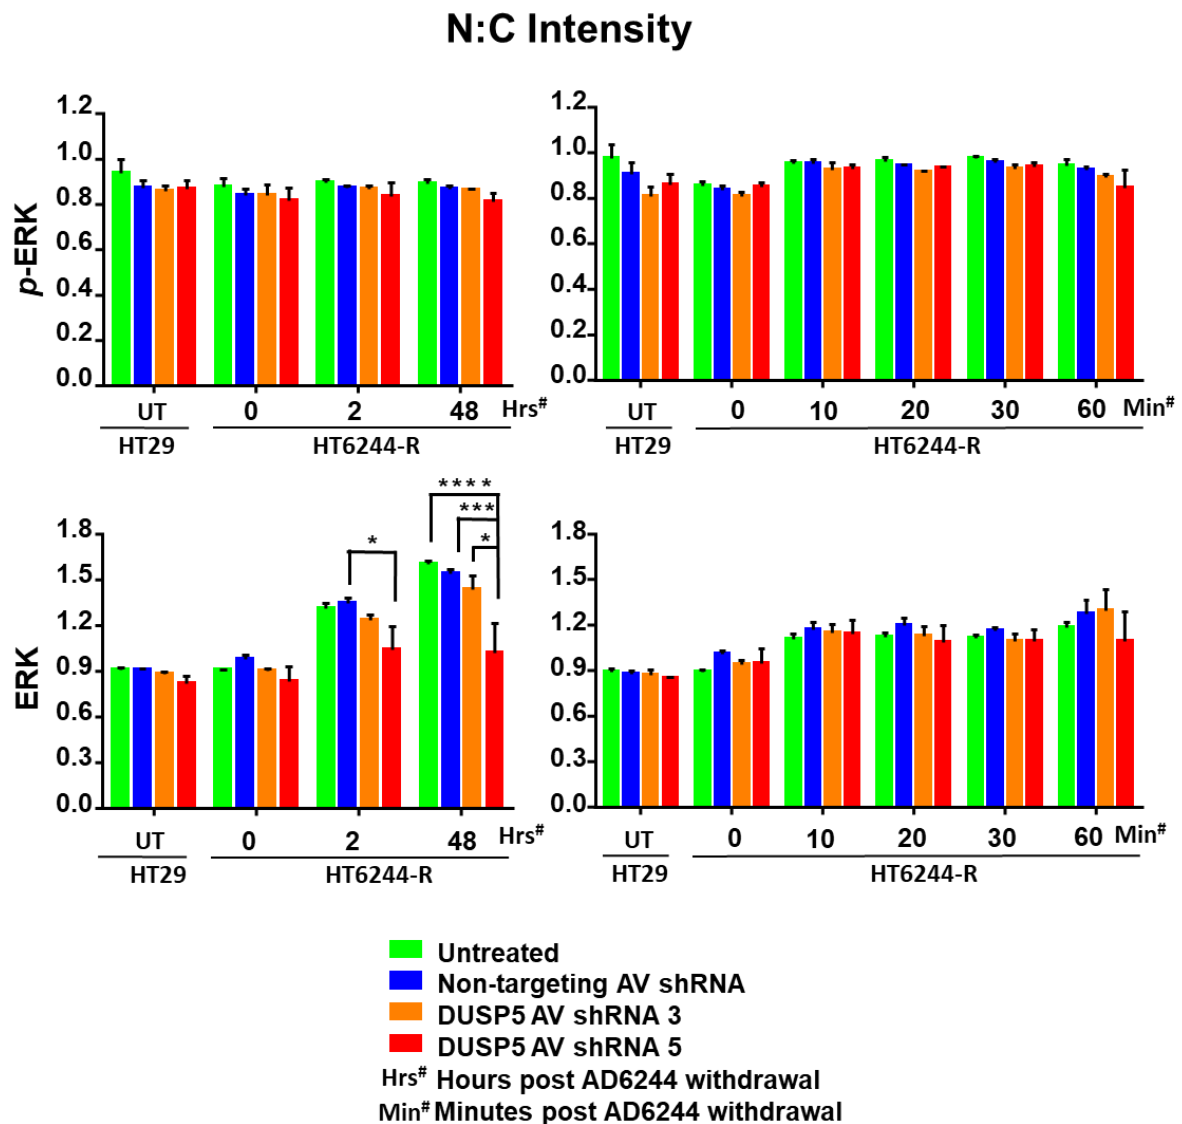 N:C Intensity
p-ERK
1.2
1.0
0.8
0.6
0.4
0.2
0.0
UT 0 2 48 Hrs#
HT29 HT6244-R
1.2
1.0
0.8
0.6
0.4
0.2
0.0
UT 0 10 20 30 60 Min#
HT29 HT6244-R
ERK
1.8
1.5
1.2
0.9
0.6
0.3
0.0
****
***
*
*
UT 0 2 48 Hrs#
HT29 HT6244-R
1.8
1.5
1.2
0.9
0.6
0.3
0.0
UT 0 10 20 30 60 Min#
HT29 HT6244-R
Untreated
Non-targeting AV shRNA
DUSP5 AV shRNA 3
DUSP5 AV shRNA 5
Hrs# Hours post AD6244 withdrawal
Min# Minutes post AD6244 withdrawal